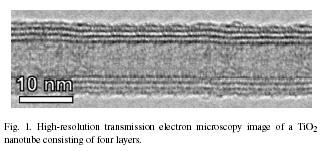 10 nm
Fig. 1. High-resolution transmission electron microscopy image of a TiO₂
nanotube consisting of four layers.